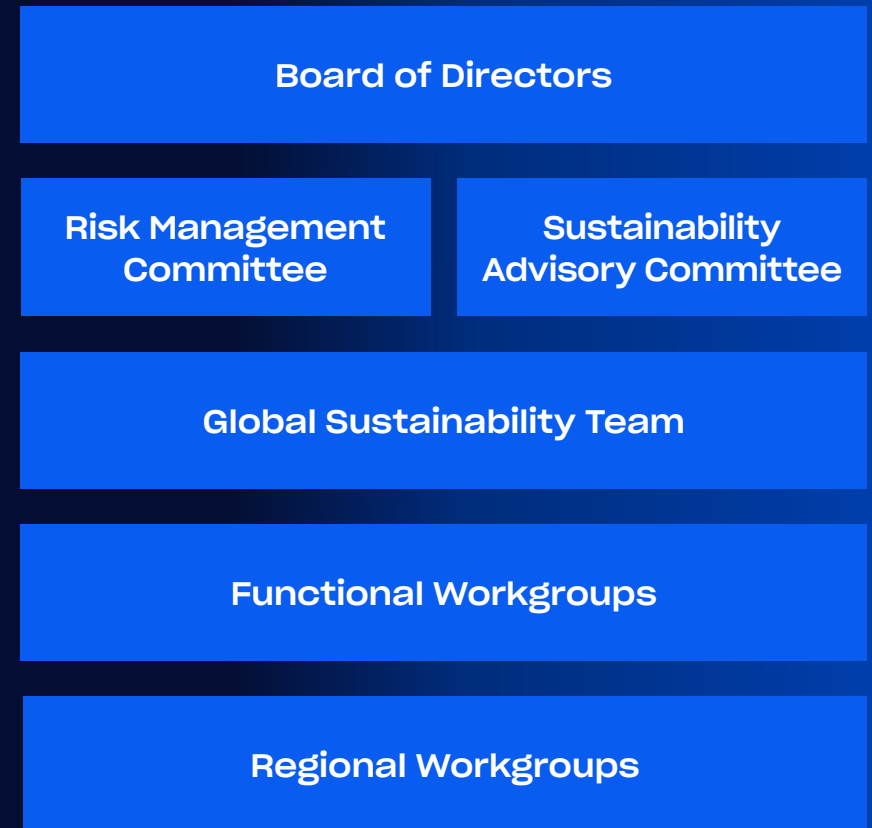 Board of Directors
Risk Management
Committee
Sustainability
Advisory Committee
Global Sustainability Team
Functional Workgroups
Regional Workgroups